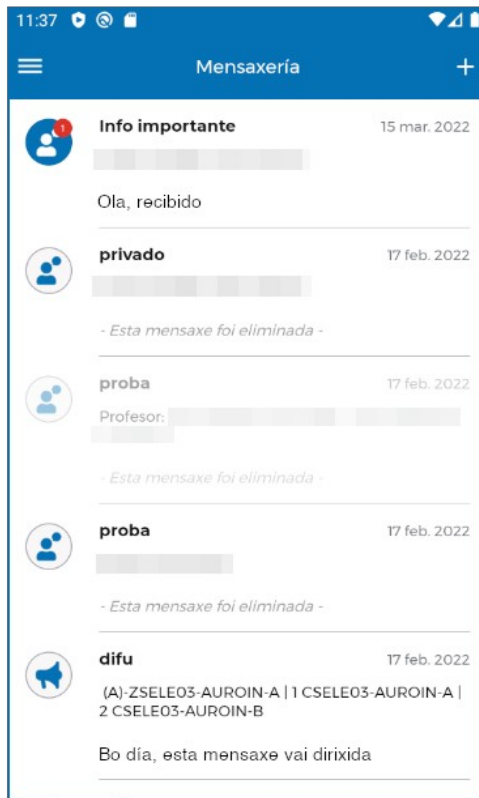 11:37
Mensaxería
+
1
Info importante 15 mar. 2022
Ola, recibido
privado 17 feb. 2022
- Esta mensaxe foi eliminada -
proba 17 feb. 2022
Profesor:
- Esta mensaxe foi eliminada -
proba 17 feb. 2022
- Esta mensaxe foi eliminada -
difu 17 feb. 2022
(A)-ZSELE03-AUROIN-A | 1 CSELE03-AUROIN-A |
2 CSELE03-AUROIN-B
Bo día, esta mensaxe vai dirixida